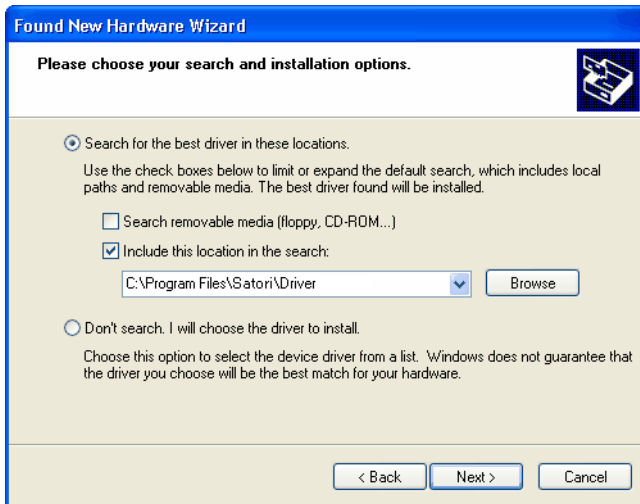 Found New Hardware Wizard
Please choose your search and installation options.
Search for the best driver in these locations.
Use the check boxes below to limit or expand the default search, which includes local
paths and removable media. The best driver found will be installed.
Search removable media (floppy, CD-ROM...)
Include this location in the search:
C:\Program Files\Satori\Driver
Browse
Don't search. I will choose the driver to install.
Choose this option to select the device driver from a list. Windows does not guarantee that
the driver you choose will be the best match for your hardware.
< Back Next > Cancel